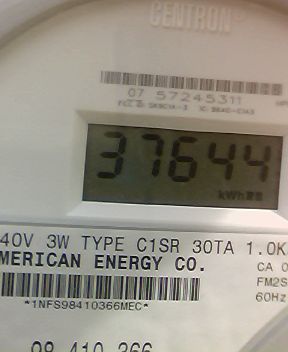 CENTRON
07 57245311
37644
kWh
40V 3W TYPE C1SR 30TA 1.0K
MERICAN ENERGY CO.
CA 0
FM2S
60Hz
*1NFS98410366MEC*
98 410 366